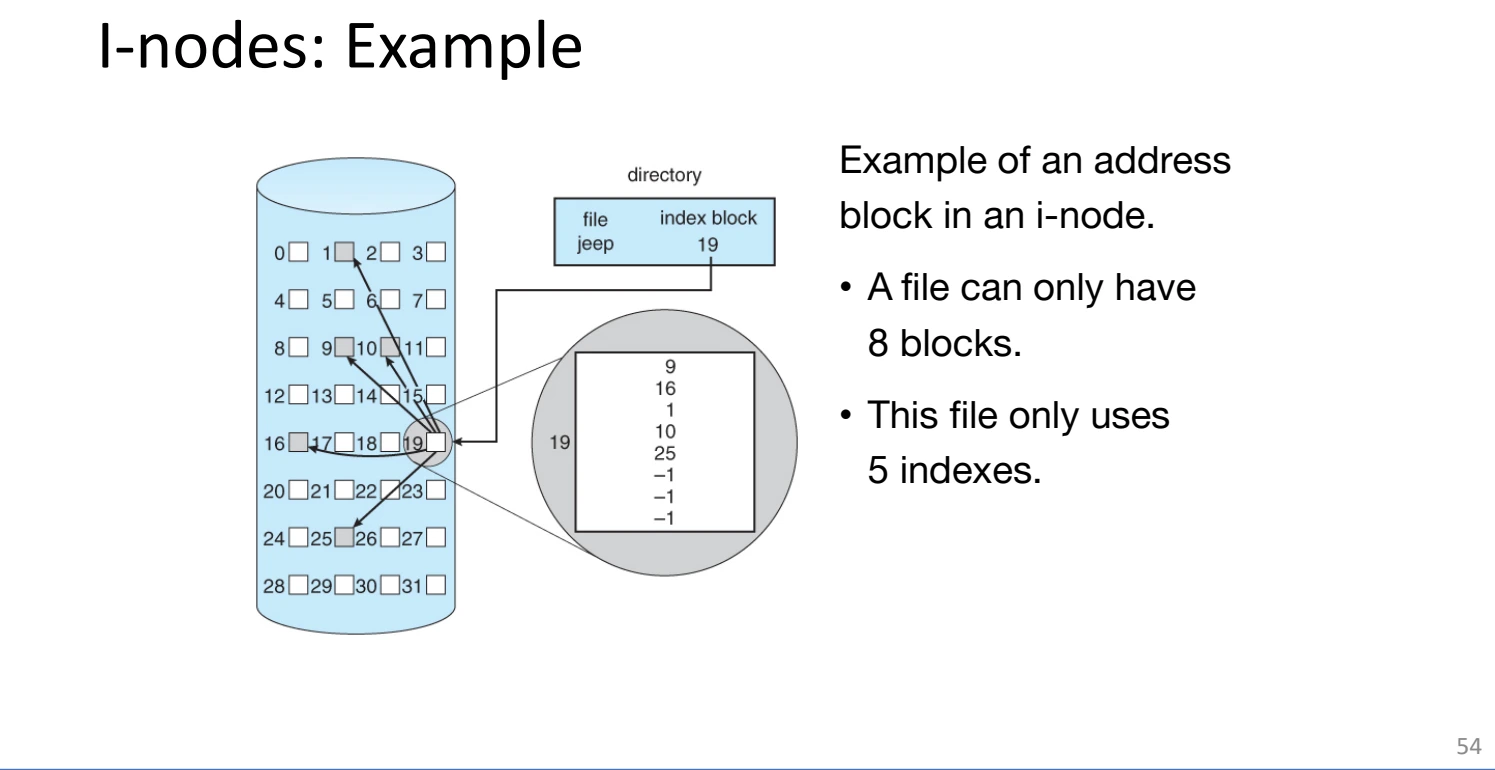 I-nodes: Example
directory
file index block
jeep 19
0 1 2 3
4 5 6 7
8 9 10 11
12 13 14 15
16 17 18 19
20 21 22 23
24 25 26 27
28 29 30 31
19
9
16
1
10
25
–1
–1
–1
Example of an address
block in an i-node.
• A file can only have
8 blocks.
• This file only uses
5 indexes.
54